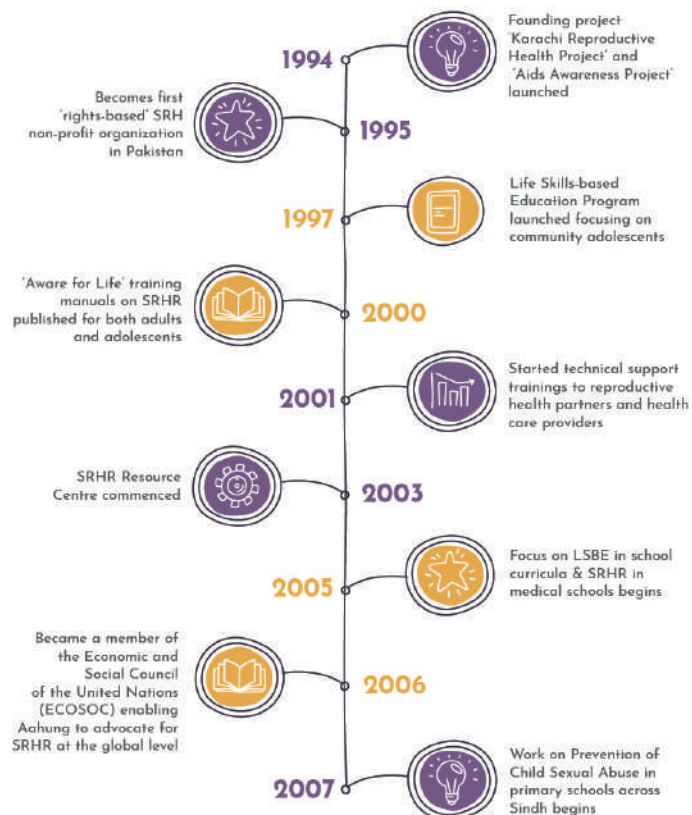 1994
Founding project
'Karachi Reproductive
Health Project' and
'Aids Awareness Project'
launched
Becomes first
'rights-based' SRH
non-profit organization
in Pakistan
1995
1997
Life Skills-based
Education Program
launched focusing on
community adolescents
'Aware for Life' training
manuals on SRHR
published for both adults
and adolescents
2000
2001
Started technical support
trainings to reproductive
health partners and health
care providers
SRHR Resource
Centre commenced
2003
2005
Focus on LSBE in school
curricula & SRHR in
medical schools begins
Became a member of
the Economic and
Social Council
of the United Nations
(ECOSOC) enabling
Aahung to advocate for
SRHR at the global level
2006
2007
Work on Prevention of
Child Sexual Abuse in
primary schools across
Sindh begins